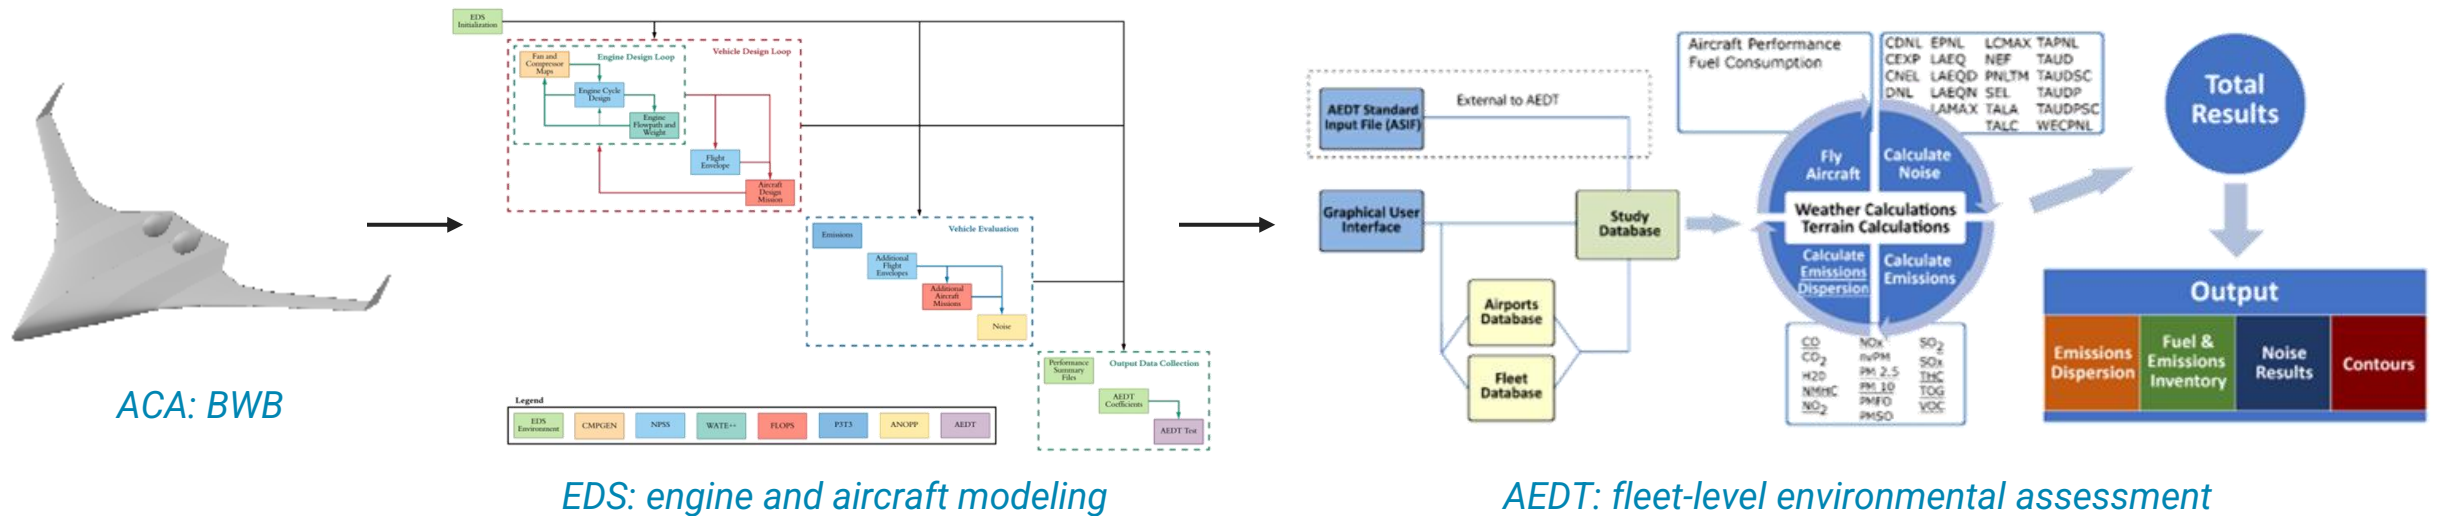 ACA: BWB
EDS
Initialization
Vehicle Design Loop
Engine Design Loop
Fan and
Compressor
Maps
Engine Cycle
Design
Engine
Flowpath and
Weight
Flight
Envelope
Aircraft
Design
Mission
Vehicle Evaluation
Emissions
Additional
Flight
Envelopes
Additional
Aircraft
Missions
Noise
Output Data Collection
Performance
Summary
Files
AEDT
Coefficients
AEDT Test
Legend
EDS
Environment
CMPGEN
NPSS
WATE++
FLOPS
P3T3
ANOPP
AEDT
EDS: engine and aircraft modeling
AEDT Standard
Input File (ASIF)
External to AEDT
Graphical User
Interface
Study
Database
Airports
Database
Fleet
Database
Aircraft Performance
Fuel Consumption
CDNL EPNL LCMAX TAPNL
CEXP LAEQ NEF TAUD
CNEL LAEQD PNLTM TAUDSC
DNL LAEQN SEL TAUDP
LAMAX TALA TAUDPSC
TALC WECPNL
Fly
Aircraft
Calculate
Noise
Weather Calculations
Terrain Calculations
Calculate
Emissions
Dispersion
Calculate
Emissions
CO NOx SO2
CO2 nvPM SOx
H2O PM 2.5 THC
NMHC PM 10 TOG
NO2 PMFO VOC
PMSO
Total
Results
Output
Emissions
Dispersion
Fuel &
Emissions
Inventory
Noise
Results
Contours
AEDT: fleet-level environmental assessment